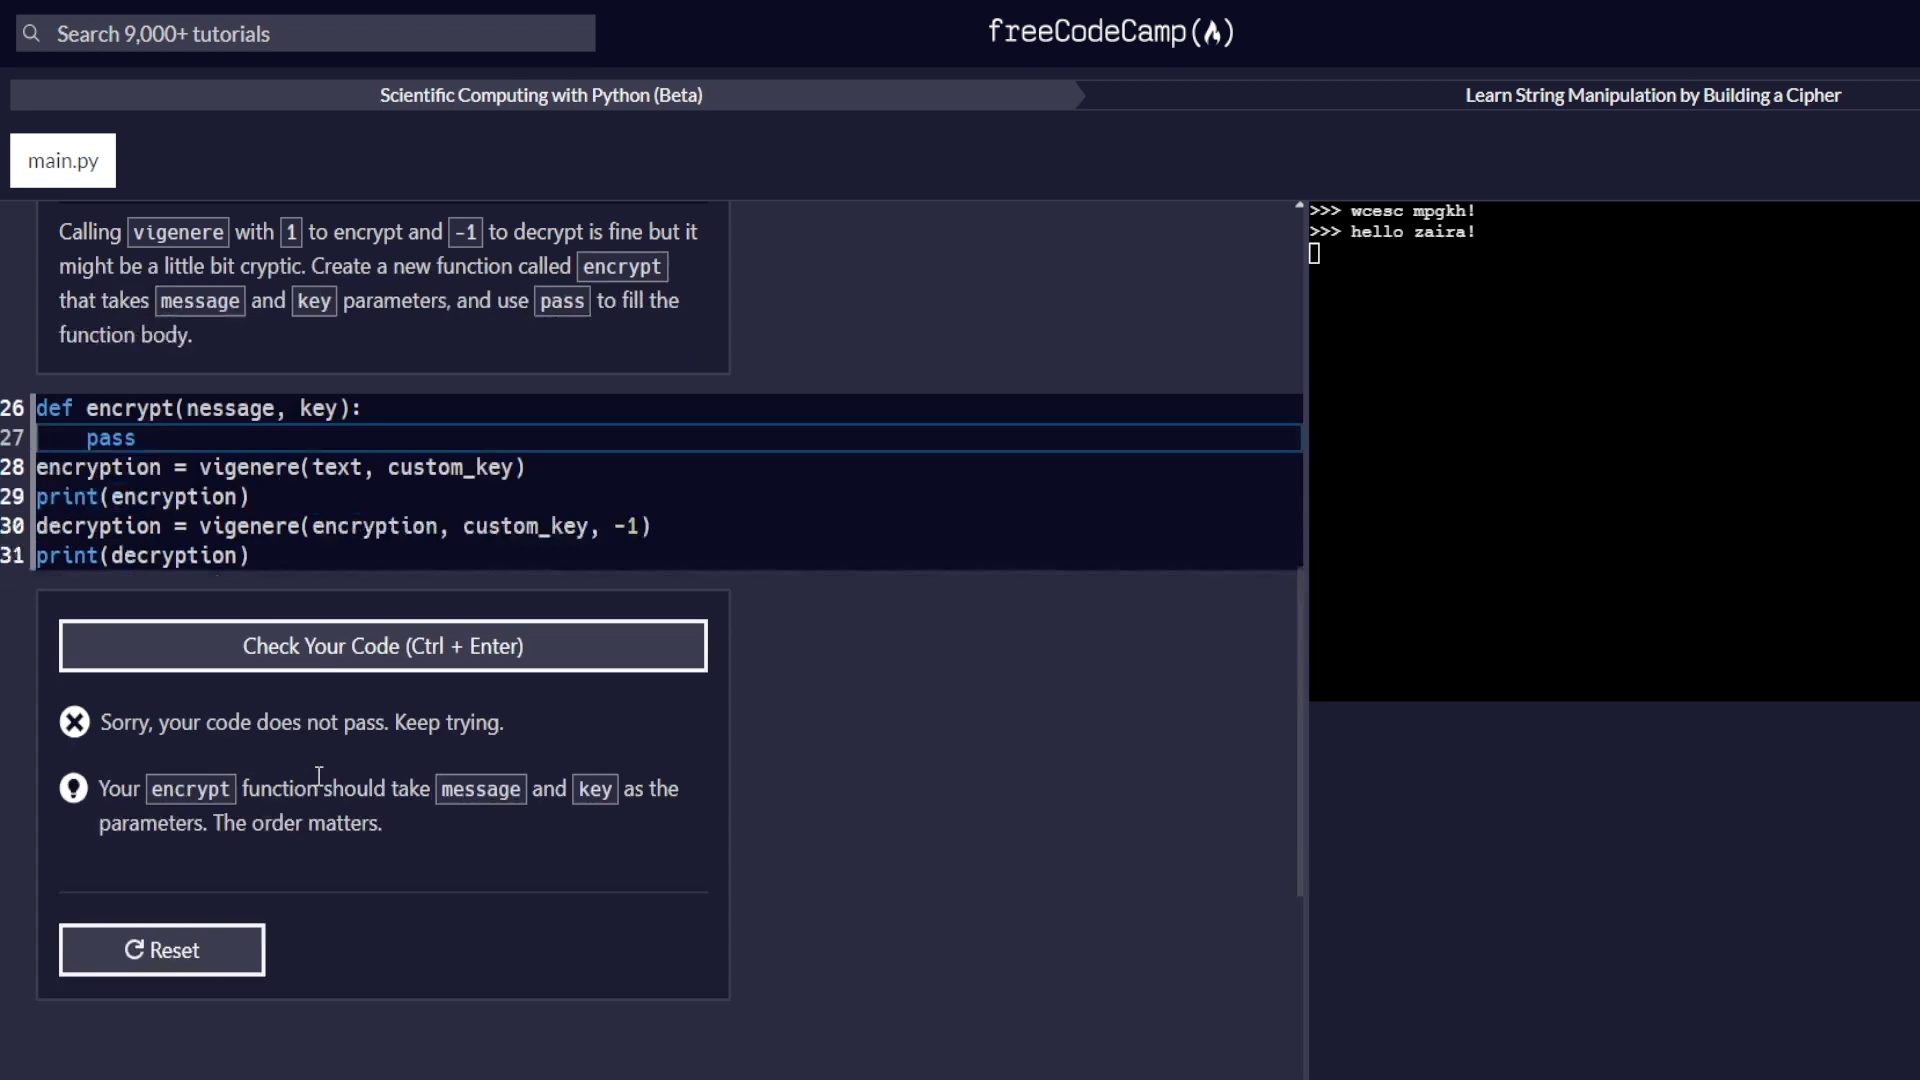 Search 9,000+ tutorials
freeCodeCamp(🔥)
Scientific Computing with Python (Beta)
Learn String Manipulation by Building a Cipher
main.py
Calling vigenere with 1 to encrypt and -1 to decrypt is fine but it
might be a little bit cryptic. Create a new function called encrypt
that takes message and key parameters, and use pass to fill the
function body.
26 def encrypt(nessage, key):
27     pass
28 encryption = vigenere(text, custom_key)
29 print(encryption)
30 decryption = vigenere(encryption, custom_key, -1)
31 print(decryption)
>>> wcesc mpgkh!
>>> hello zaira!
Check Your Code (Ctrl + Enter)
Sorry, your code does not pass. Keep trying.
Your encrypt function should take message and key as the
parameters. The order matters.
Reset